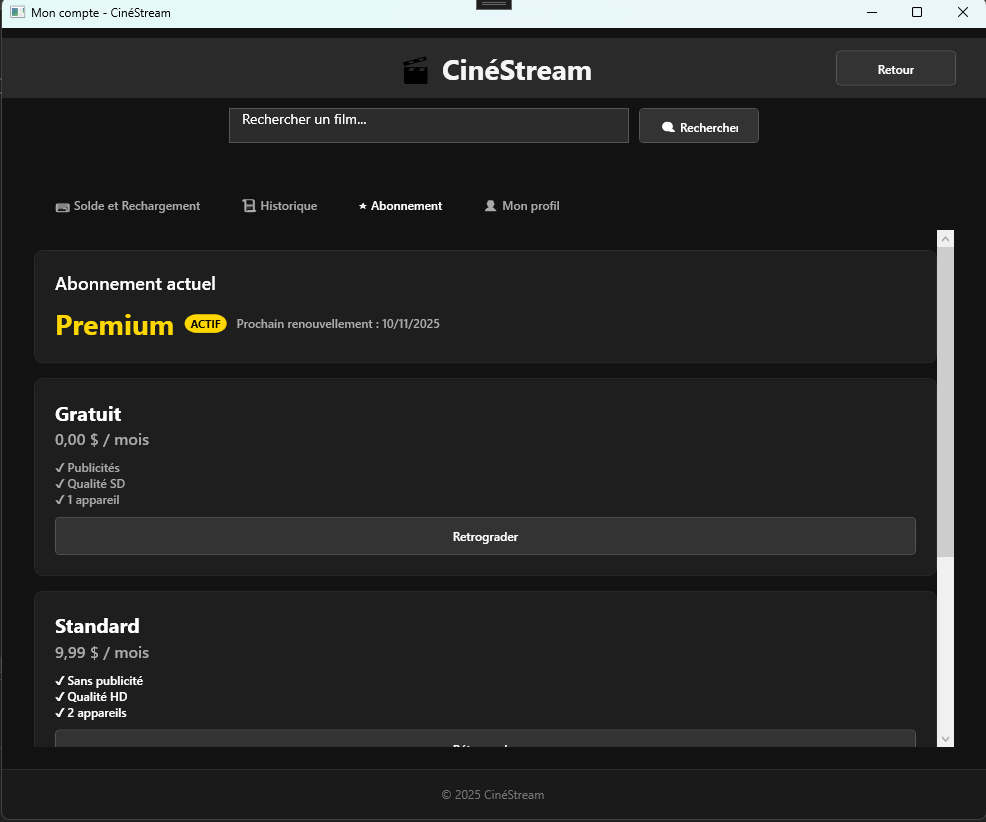 Mon compte - CinéStream
CinéStream
Retour
Rechercher un film...
Rechercher
Solde et Rechargement
Historique
Abonnement
Mon profil
Abonnement actuel
Premium ACTIF Prochain renouvellement : 10/11/2025
Gratuit
0,00 $ / mois
✓ Publicités
✓ Qualité SD
✓ 1 appareil
Retrograder
Standard
9,99 $ / mois
✓ Sans publicité
✓ Qualité HD
✓ 2 appareils
© 2025 CinéStream